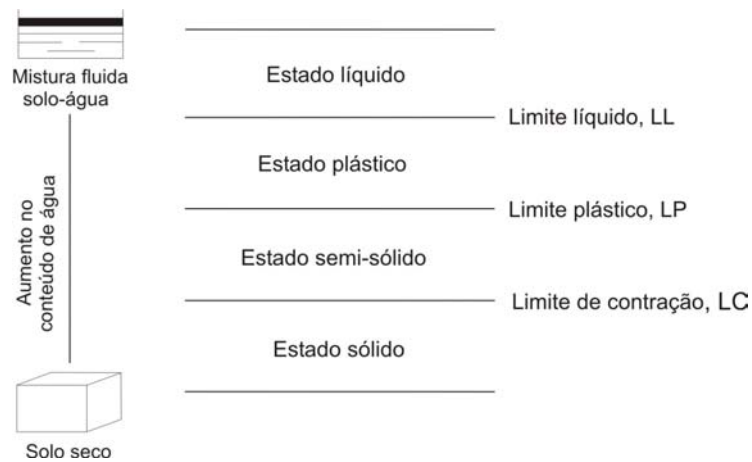 Mistura fluida
solo-água
Aumento no
conteúdo de água
Solo seco
Estado líquido
Limite líquido, LL
Estado plástico
Limite plástico, LP
Estado semi-sólido
Limite de contração, LC
Estado sólido